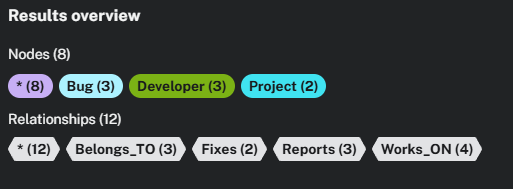 Results overview
Nodes (8)
* (8) Bug (3) Developer (3) Project (2)
Relationships (12)
* (12) Belongs_TO (3) Fixes (2) Reports (3) Works_ON (4)